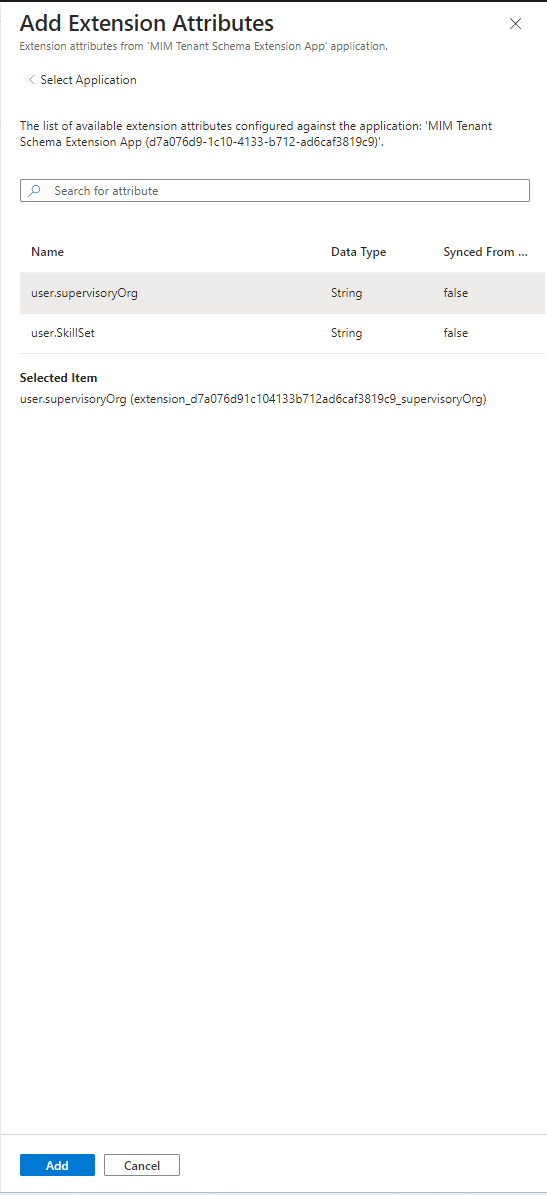 Add Extension Attributes
Extension attributes from 'MIM Tenant Schema Extension App' application.
Select Application
The list of available extension attributes configured against the application: 'MIM Tenant
Schema Extension App (d7a076d9-1c10-4133-b712-ad6caf3819c9)'.
Search for attribute
Name Data Type Synced From ...
user.supervisoryOrg String false
user.SkillSet String false
Selected Item
user.supervisoryOrg (extension_d7a076d91c104133b712ad6caf3819c9_supervisoryOrg)
Add Cancel